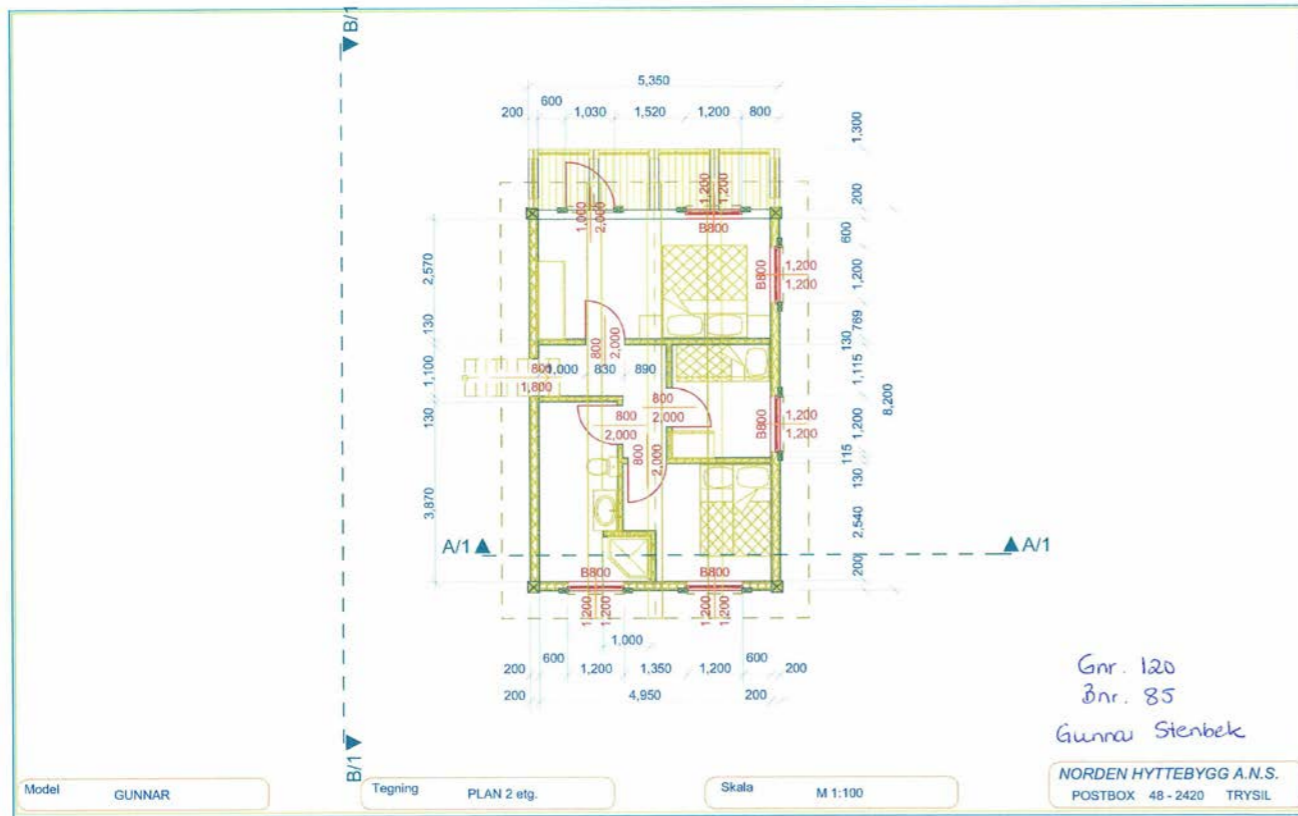 B/1
5,350
600
200 1,030 1,520 1,200 800
1,300
200
600
1,200
769
130
1,115
1,200
115
130
2,540
200
8,200
2,570
130
1,100
130
3,870
1,000
2,000
1,200
1,200
B800
B800
1,200
1,200
800
2,000
800
1,800
1,000 830 890
800
2,000
800
2,000
800
2,000
B800
1,200
1,200
A/1
A/1
B800
B800
1,200
1,200
1,200
1,200
1,000
200 600 1,200 1,350 1,200 600 200
200 4,950 200
B/1
Gnr. 120
Bnr. 85
Gunnar Stenbek
Model GUNNAR
Tegning PLAN 2 etg.
Skala M 1:100
NORDEN HYTTEBYGG A.N.S.
POSTBOX 48 - 2420 TRYSIL